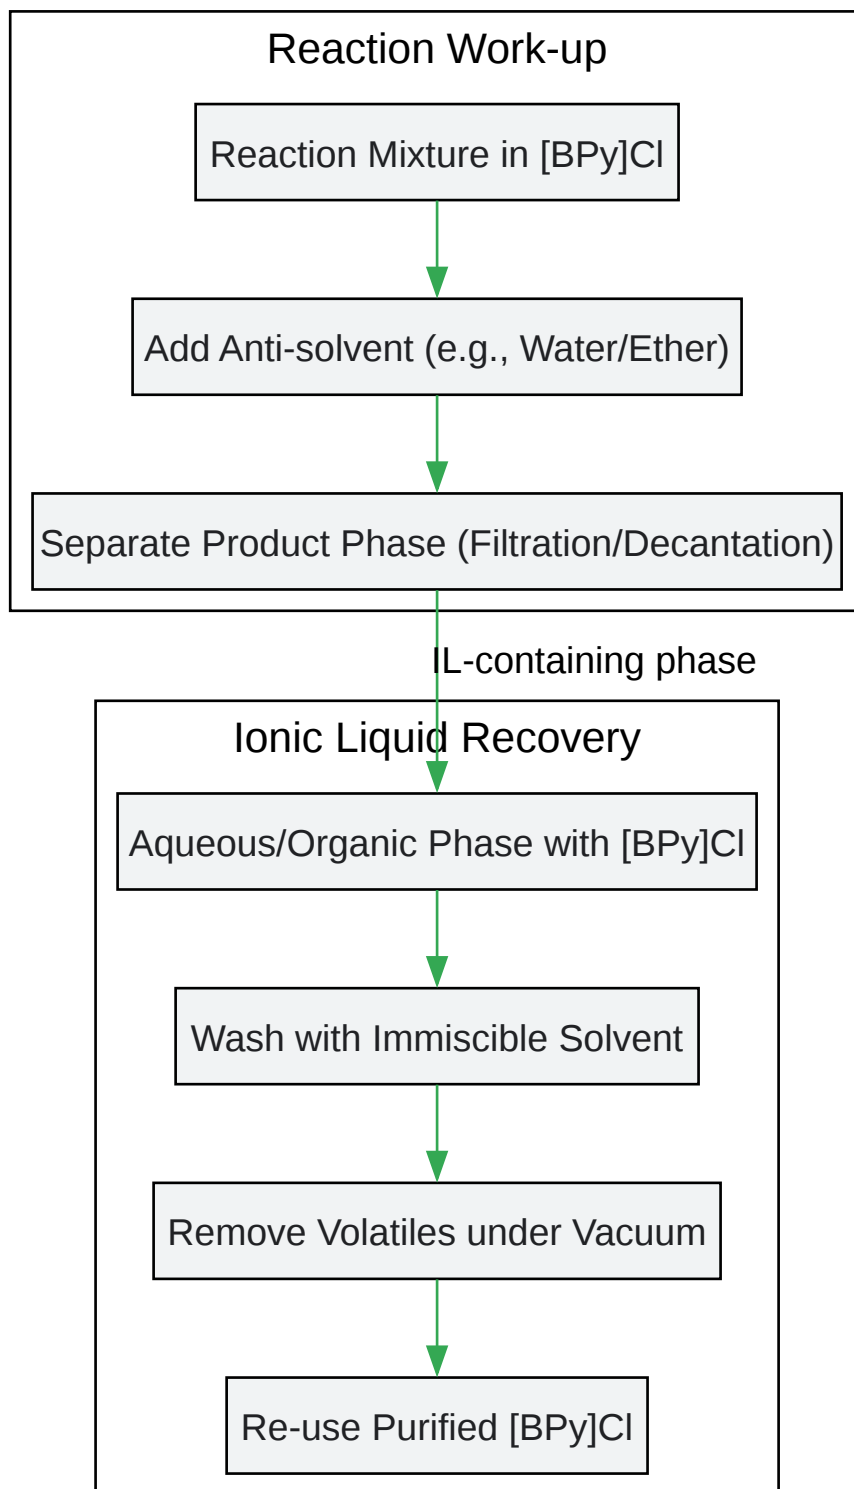 Reaction Work-up
Reaction Mixture in [BPy]Cl
Add Anti-solvent (e.g., Water/Ether)
Separate Product Phase (Filtration/Decantation)
IL-containing phase
Ionic Liquid Recovery
Aqueous/Organic Phase with [BPy]Cl
Wash with Immiscible Solvent
Remove Volatiles under Vacuum
Re-use Purified [BPy]Cl